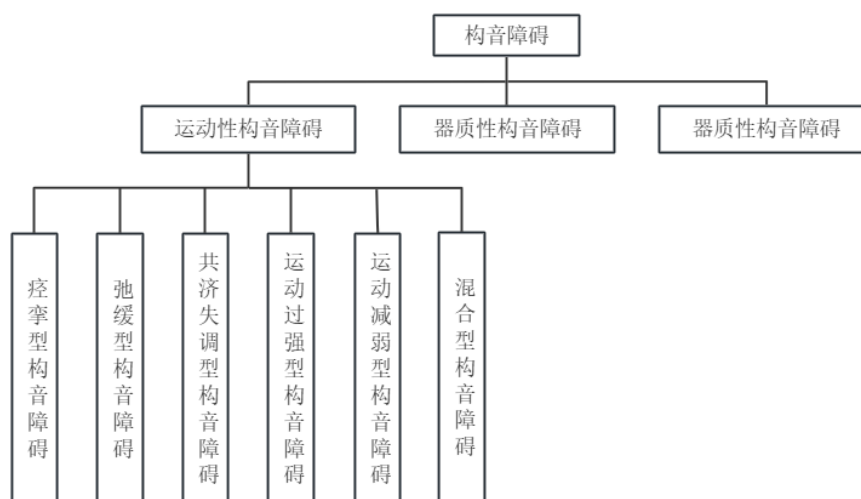 构音障碍
运动性构音障碍
器质性构音障碍
器质性构音障碍
痉挛型构音障碍
弛缓型构音障碍
共济失调型构音障碍
运动过强型构音障碍
运动减弱型构音障碍
混合型构音障碍